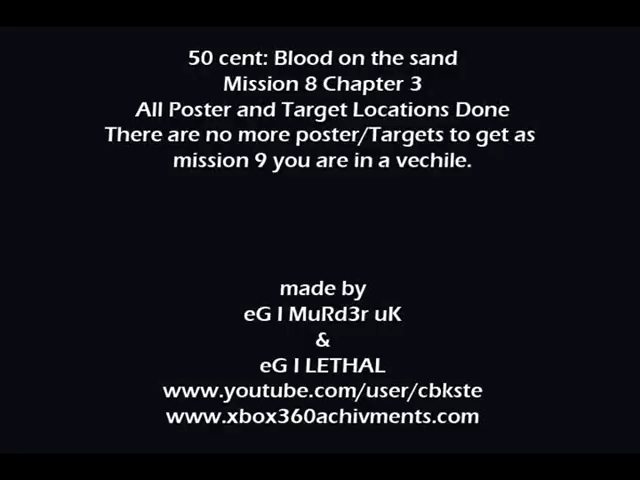 50 cent: Blood on the sand
Mission 8 Chapter 3
All Poster and Target Locations Done
There are no more poster/Targets to get as
mission 9 you are in a vechile.
made by
eG I MuRd3r uK
&
eG I LETHAL
www.youtube.com/user/cbkste
www.xbox360achivments.com